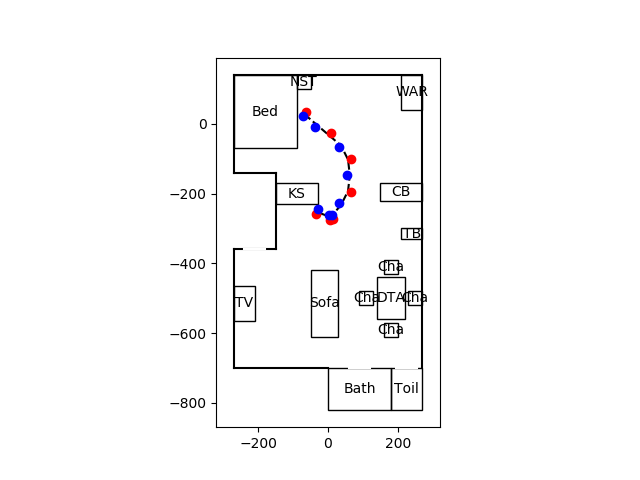 NST
WAR
Bed
0
KS
CB
−200
TB
Cha
−400
TV
Sofa
Cha
DTA
Cha
Cha
−600
Bath
Toil
−800
−200
0
200